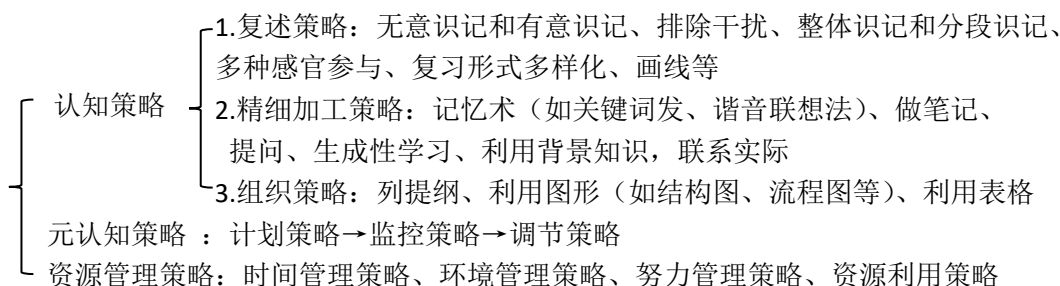 1.复述策略：无意识记和有意识记、排除干扰、整体识记和分段识记、
多种感官参与、复习形式多样化、画线等
认知策略 2.精细加工策略：记忆术（如关键词发、谐音联想法）、做笔记、
提问、生成性学习、利用背景知识，联系实际
3.组织策略：列提纲、利用图形（如结构图、流程图等）、利用表格
元认知策略 ：计划策略→监控策略→调节策略
资源管理策略：时间管理策略、环境管理策略、努力管理策略、资源利用策略